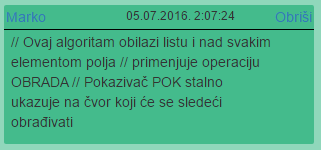 Marko 05.07.2016. 2:07:24 Obriši
// Ovaj algoritam obilazi listu i nad svakim
elementom polja // primenjuje operaciju
OBRADA // Pokazivač POK stalno
ukazuje na čvor koji će se sledeći
obrađivati